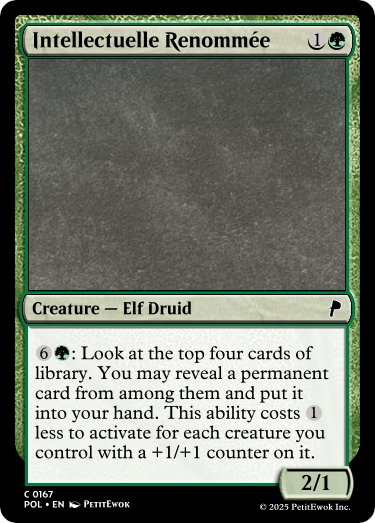 Intellectuelle Renommée 1
Creature — Elf Druid
6 : Look at the top four cards of
library. You may reveal a permanent
card from among them and put it
into your hand. This ability costs 1
less to activate for each creature you
control with a +1/+1 counter on it.
2/1
C 0167
POL • EN PetitEwok
© 2025 PetitEwok Inc.